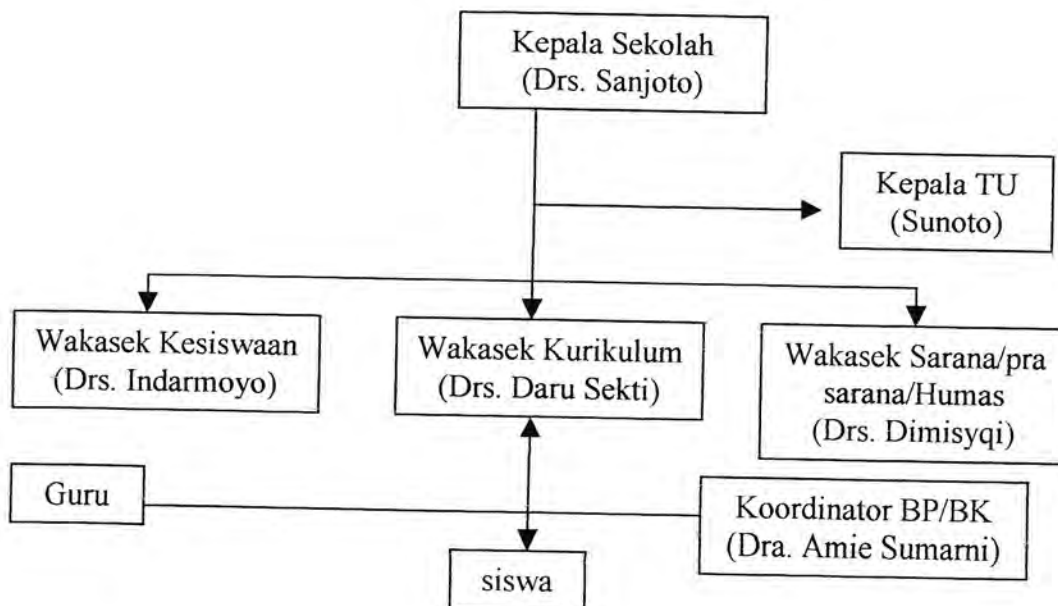 Kepala Sekolah
(Drs. Sanjoto)
Kepala TU
(Sunoto)
Wakasek Kesiswaan
(Drs. Indarmoyo)
Wakasek Kurikulum
(Drs. Daru Sekti)
Wakasek Sarana/pra
sarana/Humas
(Drs. Dimisyqi)
Guru
Koordinator BP/BK
(Dra. Amie Sumarni)
siswa